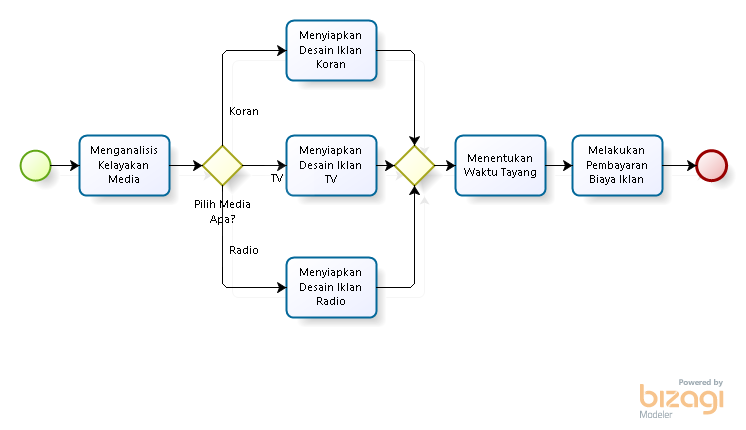 Menyiapkan
Desain Iklan
Koran
Koran
Menganalisis
Kelayakan
Media
Pilih Media
Apa?
TV
Menyiapkan
Desain Iklan
TV
Menentukan
Waktu Tayang
Melakukan
Pembayaran
Biaya Iklan
Radio
Menyiapkan
Desain Iklan
Radio
Powered by
bizagi
Modeler